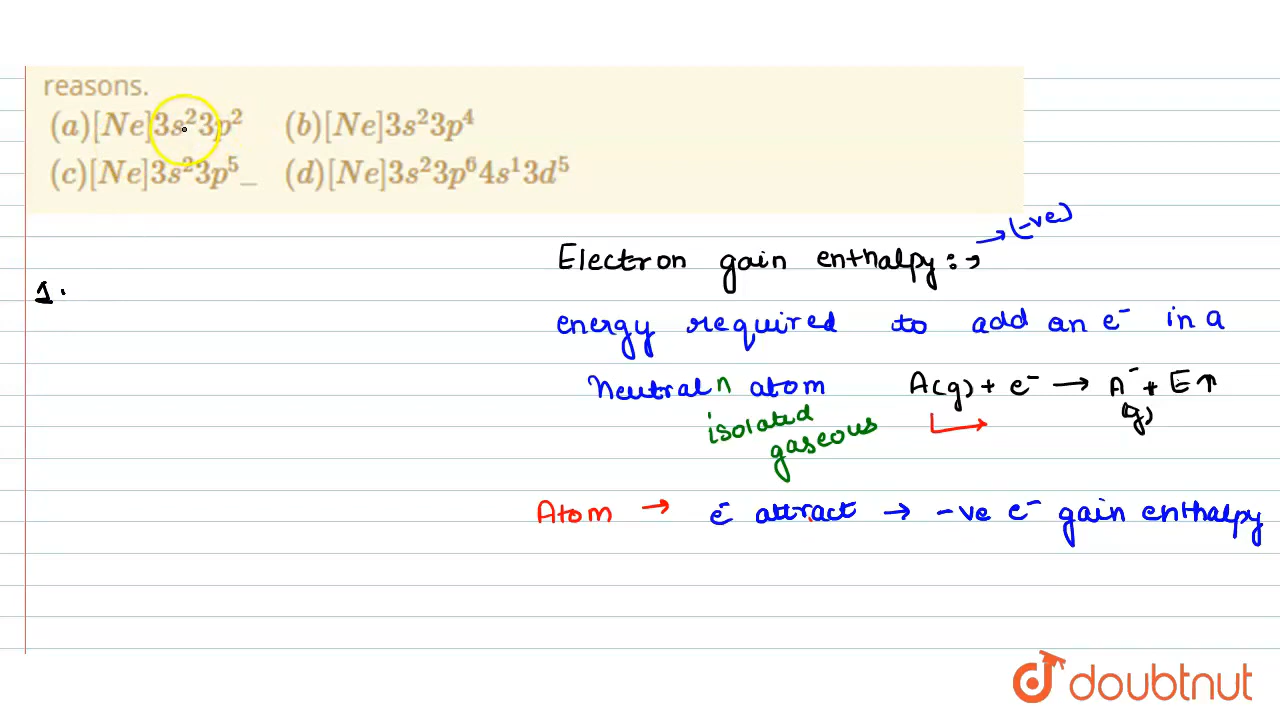 reasons.
(a)[Ne]3s²3p² (b)[Ne]3s²3p⁴
(c)[Ne]3s²3p⁵_ (d)[Ne]3s²3p⁶4s¹3d⁵
→ (-ve)
Electron gain enthalpy:→
1.
energy required to add an e⁻ in a
Neutral n atom A(g) + e⁻ → A⁻ + E↑
isolated (g)
gaseous
Atom → e⁻ attract → -ve e⁻ gain enthalpy
doubtnut